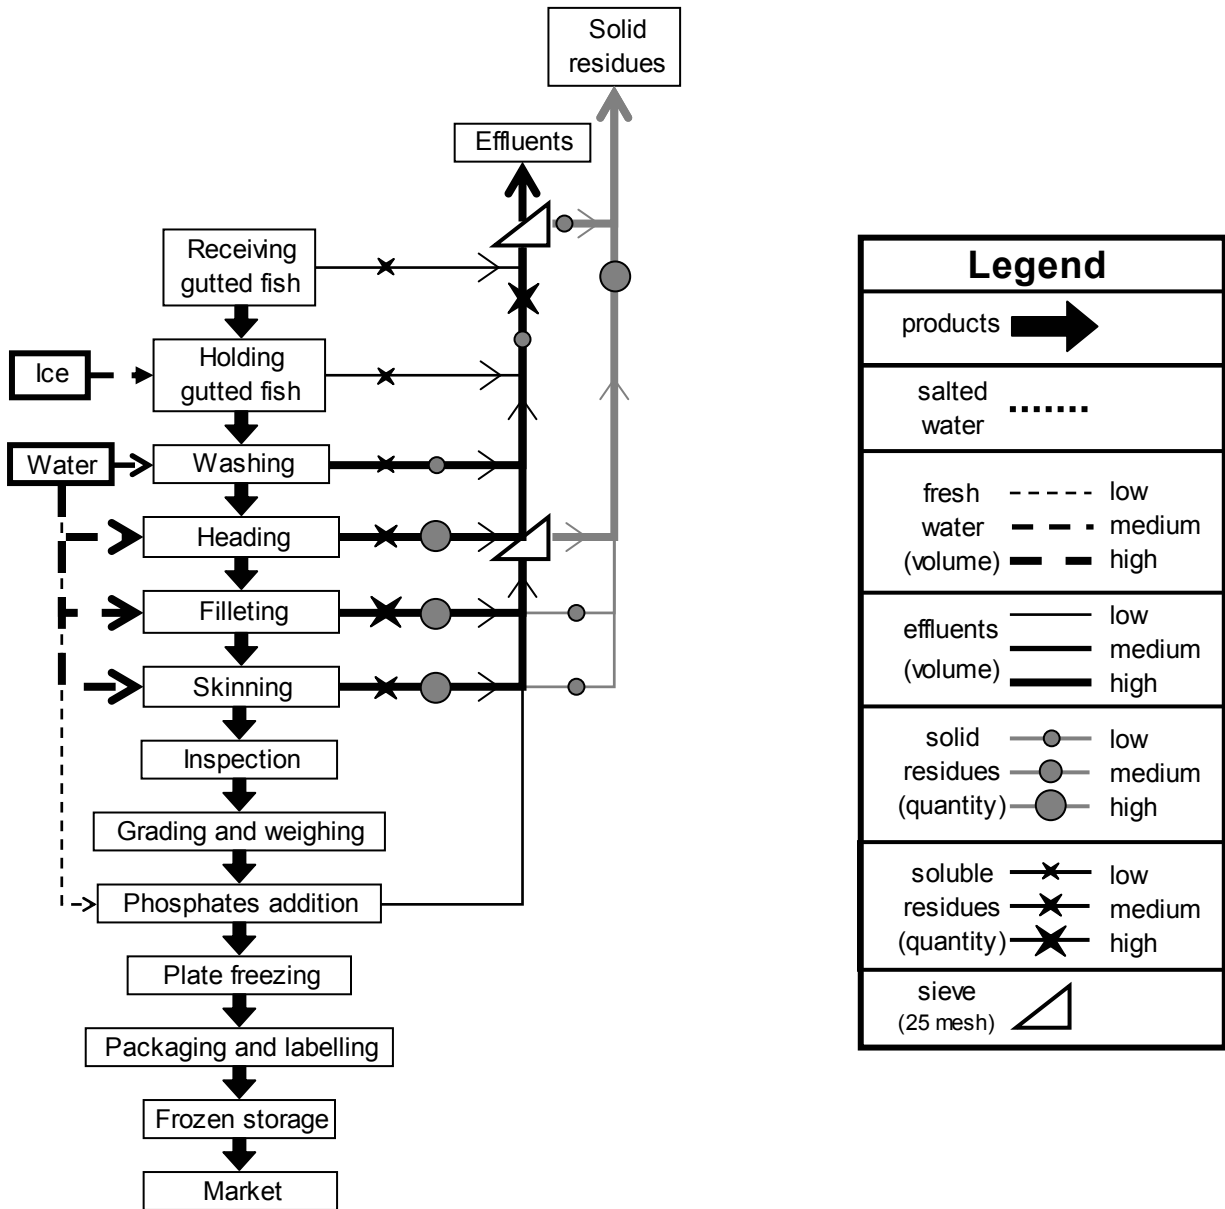 Solid
residues
Effluents
Receiving
gutted fish
Ice
Holding
gutted fish
Water
Washing
Heading
Filleting
Skinning
Inspection
Grading and weighing
Phosphates addition
Plate freezing
Packaging and labelling
Frozen storage
Market
Legend
products
salted
water
fresh
water
(volume)
low
medium
high
effluents
(volume)
low
medium
high
solid
residues
(quantity)
low
medium
high
soluble
residues
(quantity)
low
medium
high
sieve
(25 mesh)